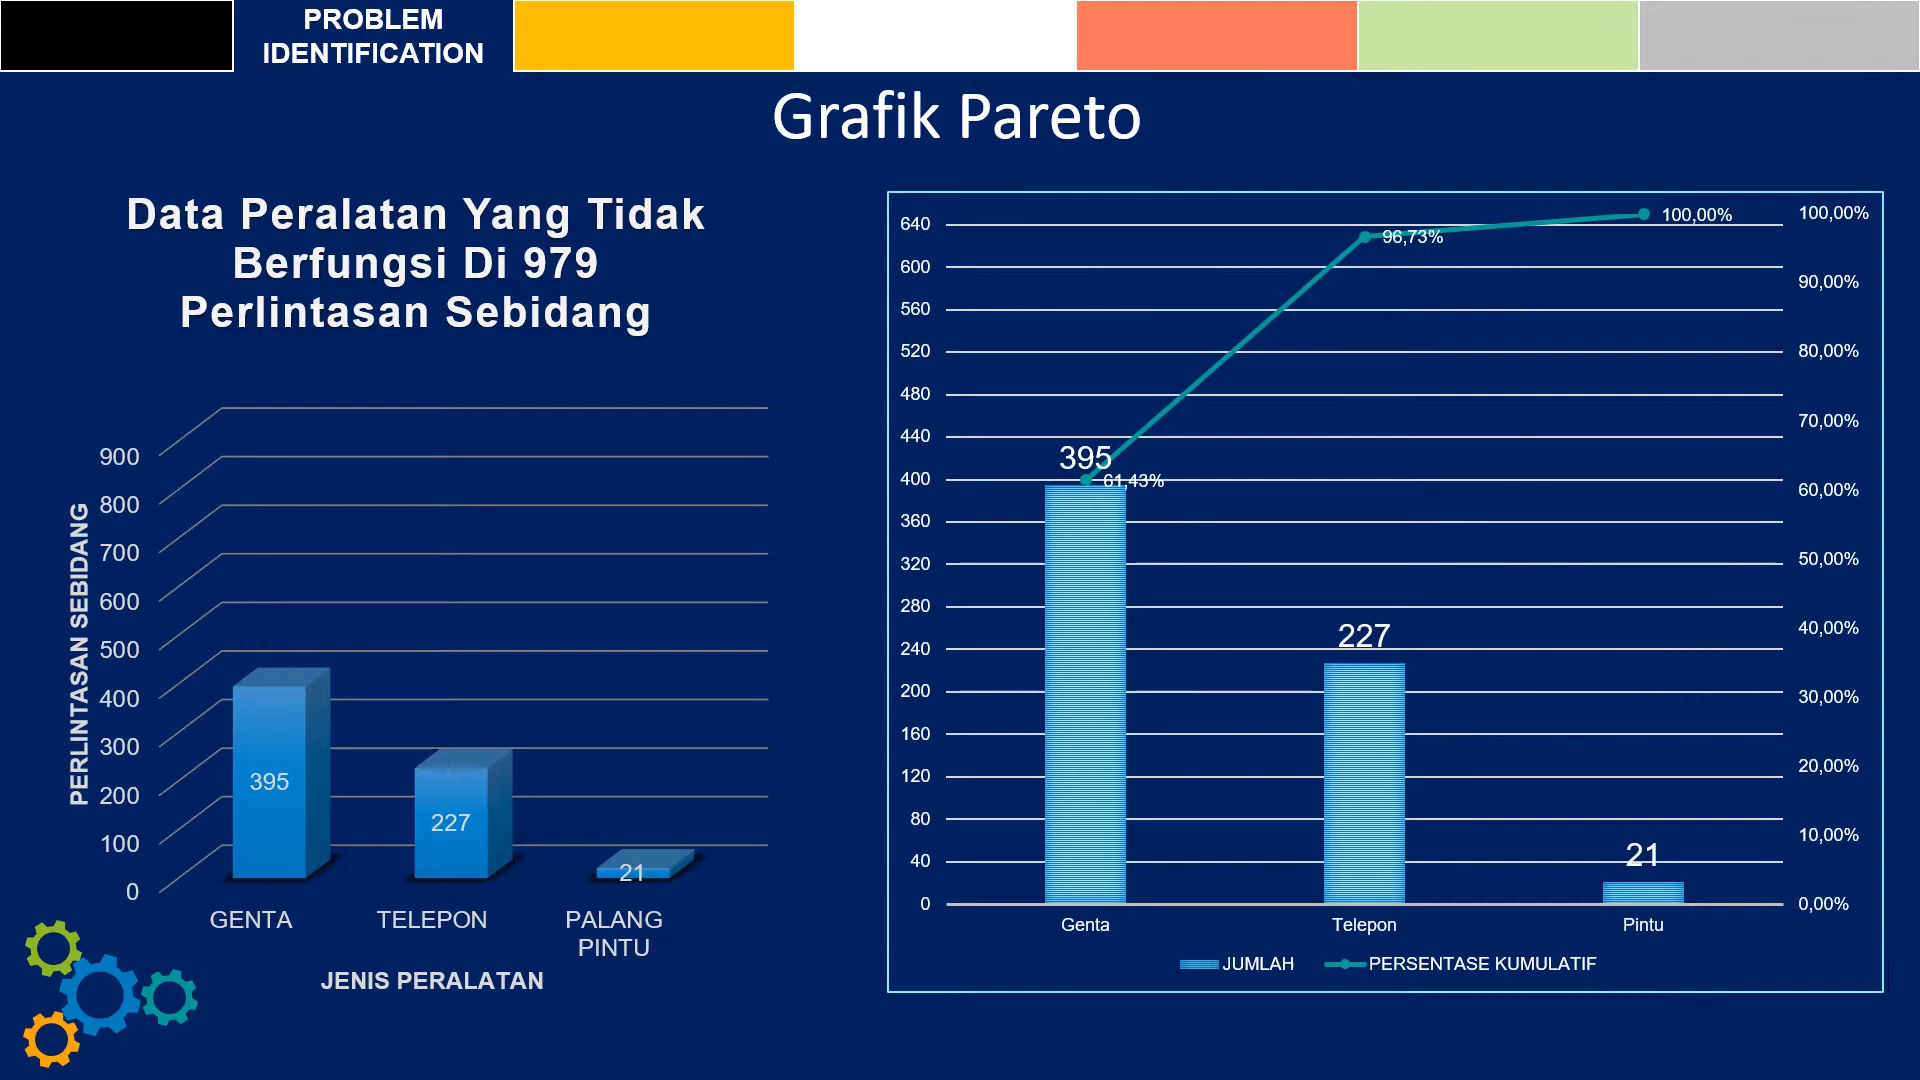 PROBLEM
IDENTIFICATION
Grafik Pareto
Data Peralatan Yang Tidak
Berfungsi Di 979
Perlintasan Sebidang
PERLINTASAN SEBIDANG
900
800
700
600
500
400
300
200
100
0
395
227
21
GENTA
TELEPON
PALANG
PINTU
JENIS PERALATAN
640
600
560
520
480
440
400
360
320
280
240
200
160
120
80
40
0
395
227
21
61,43%
96,73%
100,00%
100,00%
90,00%
80,00%
70,00%
60,00%
50,00%
40,00%
30,00%
20,00%
10,00%
0,00%
Genta
Telepon
Pintu
JUMLAH
PERSENTASE KUMULATIF